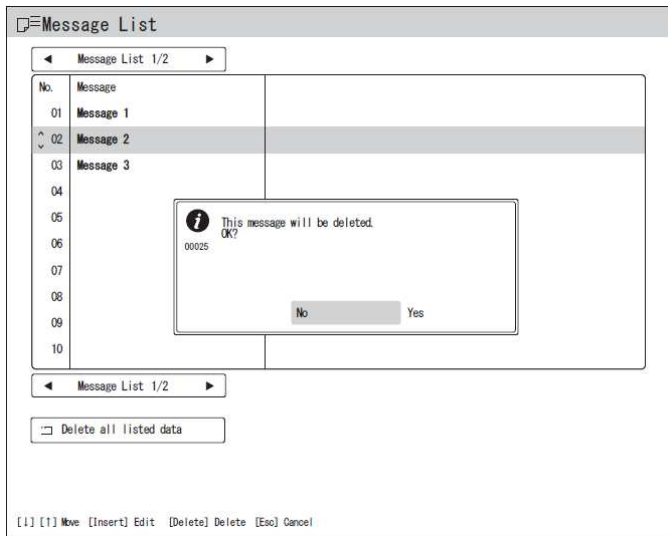 Message List
◄ Message List 1/2 ►
No. Message
01 Message 1
02 Message 2
03 Message 3
04
05
06
07
08
09
10
This message will be deleted.
OK?
00025
No Yes
◄ Message List 1/2 ►
Delete all listed data
[↓] [↑] Move [Insert] Edit [Delete] Delete [Esc] Cancel